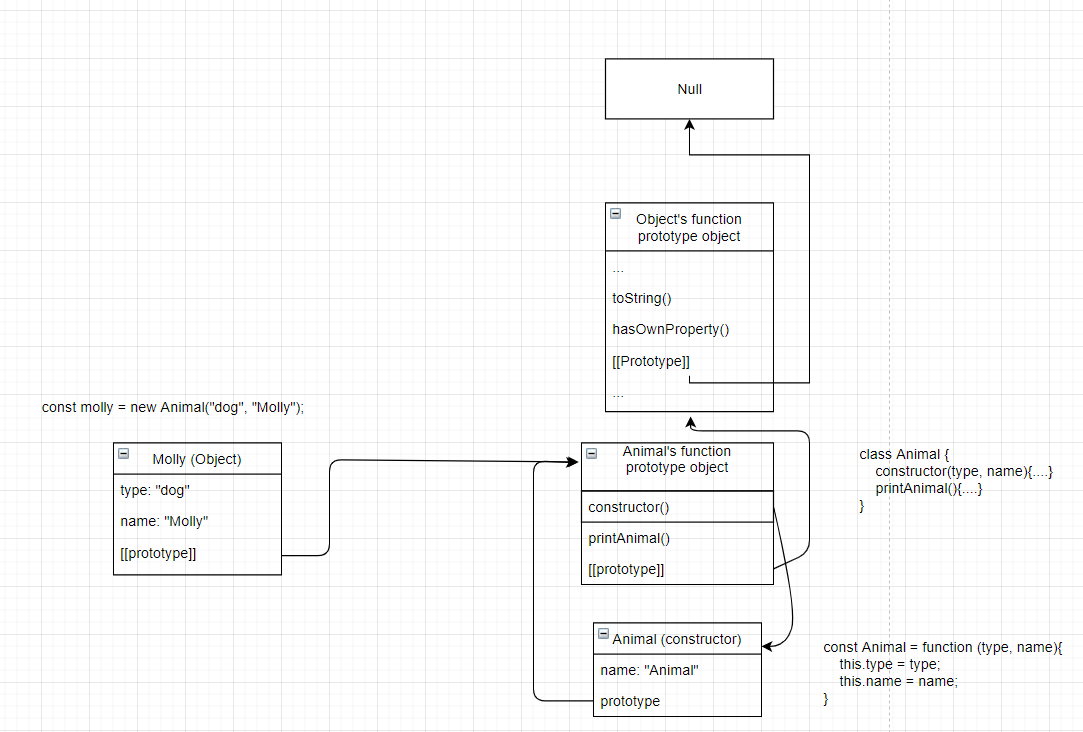 Null
Object's function
prototype object
...
toString()
hasOwnProperty()
[[Prototype]]
...
const molly = new Animal("dog", "Molly");
Molly (Object)
type: "dog"
name: "Molly"
[[prototype]]
Animal's function
prototype object
constructor()
printAnimal()
[[prototype]]
class Animal {
    constructor(type, name){....}
    printAnimal(){....}
}
Animal (constructor)
name: "Animal"
prototype
const Animal = function (type, name){
    this.type = type;
    this.name = name;
}